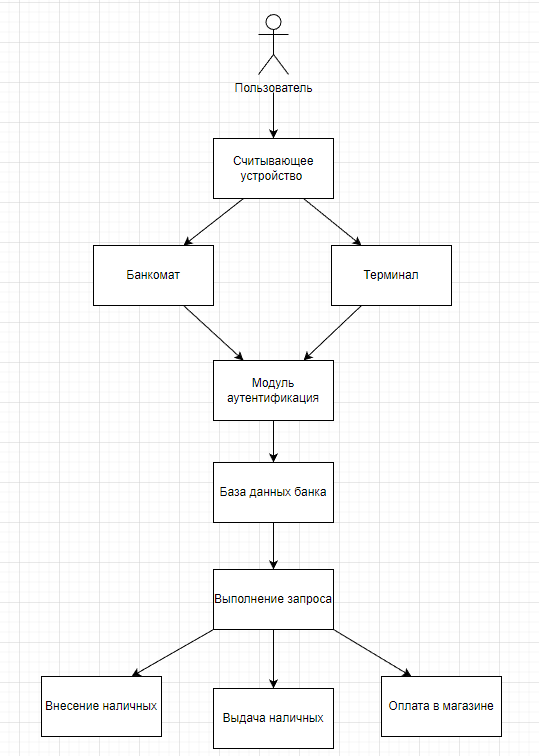 Пользователь
Считывающее
устройство
Банкомат
Терминал
Модуль
аутентификация
База данных банка
Выполнение запроса
Внесение наличных
Выдача наличных
Оплата в магазине